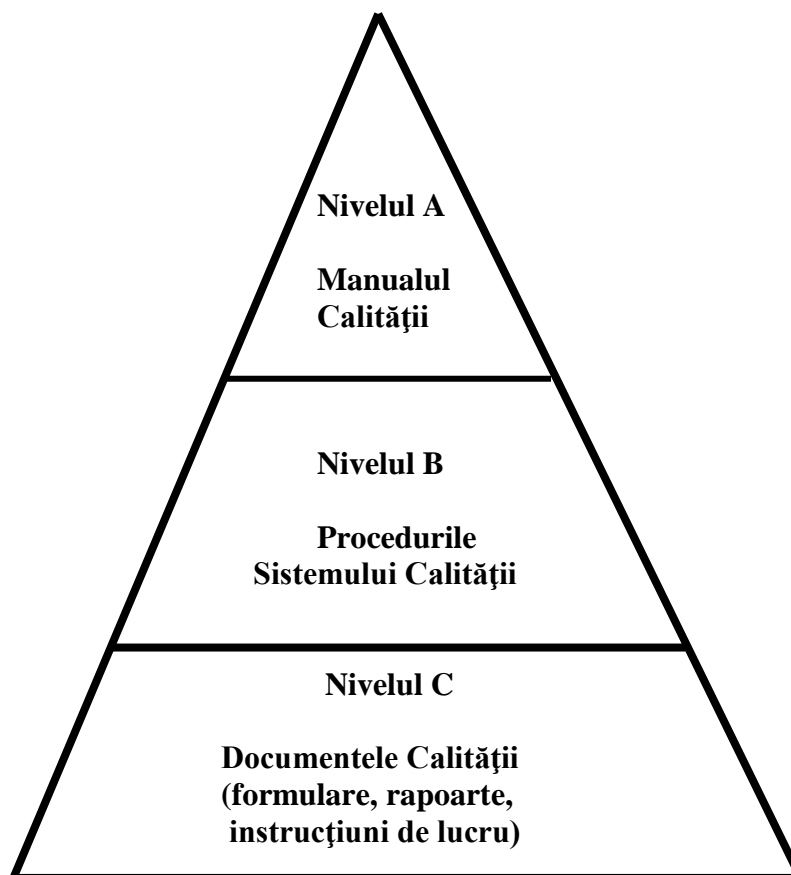 Nivelul A
Manualul
Calităţii
Nivelul B
Procedurile
Sistemului Calităţii
Nivelul C
Documentele Calităţii
(formulare, rapoarte,
instrucţiuni de lucru)